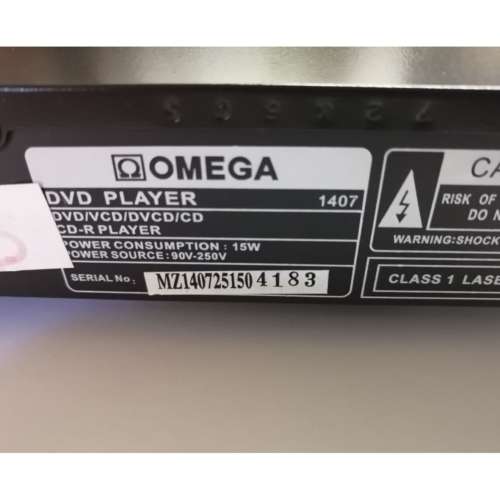 Ω OMEGA
DVD PLAYER 1407
DVD/VCD/DVCD/CD
CD-R PLAYER
POWER CONSUMPTION : 15W
POWER SOURCE: 90V-250V
SERIAL No : MZ1407251504183
CA
RISK OF
DO N
WARNING:SHOCK
CLASS 1 LASE